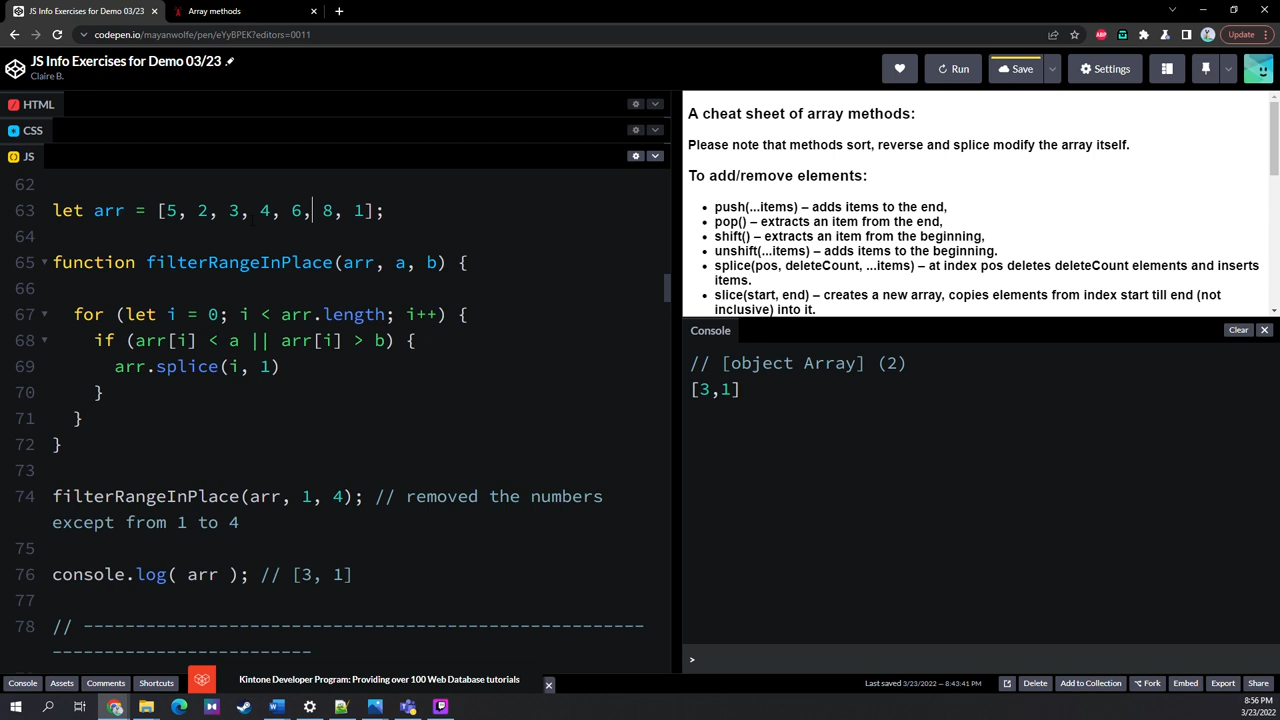 JS Info Exercises for Demo 03/23
Array methods
codepen.io/mayanwolfe/pen/eYyBPEK?editors=0011
Update
JS Info Exercises for Demo 03/23
Claire B.
Run
Save
Settings
HTML
CSS
JS
62
63 let arr = [5, 2, 3, 4, 6, 8, 1];
64
65 function filterRangeInPlace(arr, a, b) {
66
67 for (let i = 0; i < arr.length; i++) {
68 if (arr[i] < a || arr[i] > b) {
69 arr.splice(i, 1)
70 }
71 }
72 }
73
74 filterRangeInPlace(arr, 1, 4); // removed the numbers
except from 1 to 4
75
76 console.log( arr ); // [3, 1]
77
78 // ------------------------------------------------------
-------------------------
A cheat sheet of array methods:
Please note that methods sort, reverse and splice modify the array itself.
To add/remove elements:
• push(...items) – adds items to the end,
• pop() – extracts an item from the end,
• shift() – extracts an item from the beginning,
• unshift(...items) – adds items to the beginning.
• splice(pos, deleteCount, ...items) – at index pos deletes deleteCount elements and inserts
items.
• slice(start, end) – creates a new array, copies elements from index start till end (not
inclusive) into it.
Console
Clear
// [object Array] (2)
[3,1]
>
Console
Assets
Comments
Shortcuts
Kintone Developer Program: Providing over 100 Web Database tutorials
Last saved 3/23/2022 – 8:43:41 PM
Delete
Add to Collection
Fork
Embed
Export
Share
8:56 PM
3/23/2022